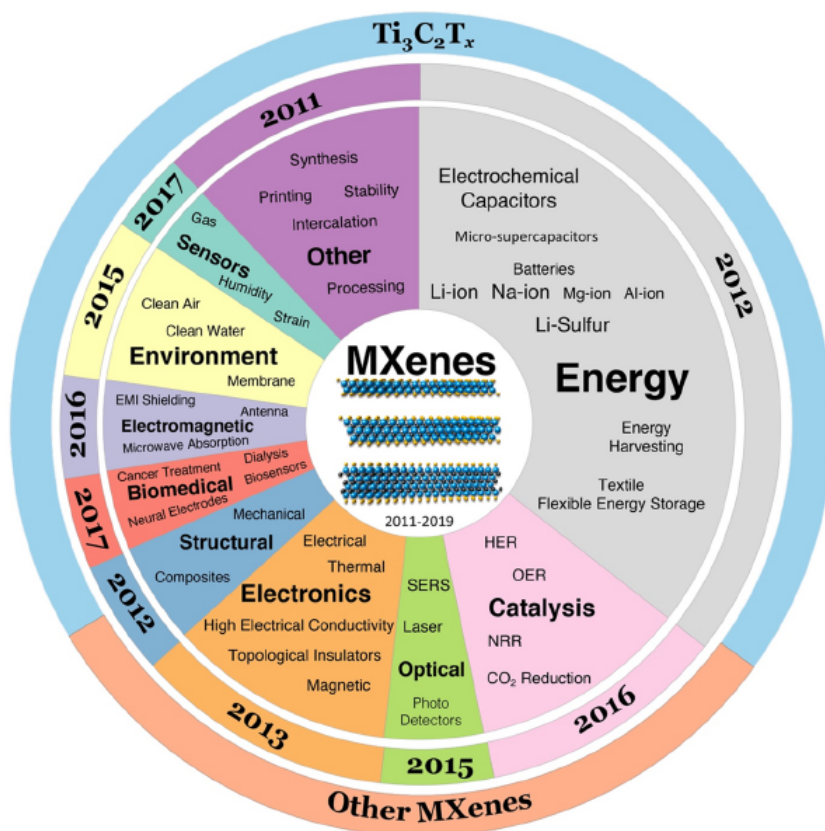 Ti₃C₂Tₓ
2011
Synthesis
Printing
Stability
Intercalation
Other
Processing
2012
Electrochemical
Capacitors
Micro-supercapacitors
Batteries
Li-ion Na-ion Mg-ion Al-ion
Li-Sulfur
Energy
Energy
Harvesting
Textile
Flexible Energy Storage
2017
Gas
Sensors
Humidity
Strain
2015
Clean Air
Clean Water
Environment
Membrane
2016
EMI Shielding
Antenna
Electromagnetic
Microwave Absorption
2017
Cancer Treatment
Dialysis
Biomedical
Biosensors
Neural Electrodes
2012
Mechanical
Structural
Composites
2013
Electrical
Thermal
Electronics
High Electrical Conductivity
Topological Insulators
Magnetic
2015
SERS
Laser
Optical
Photo
Detectors
2016
HER
OER
Catalysis
NRR
CO₂ Reduction
MXenes
2011-2019
Other MXenes